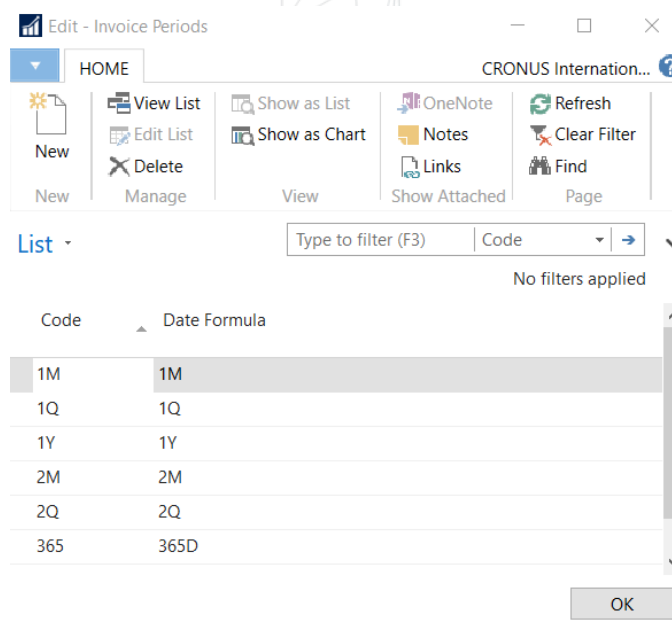 Edit - Invoice Periods
HOME
CRONUS Internation... ?
New
View List
Edit List
Delete
Show as List
Show as Chart
OneNote
Notes
Links
Refresh
Clear Filter
Find
New
Manage
View
Show Attached
Page
List
Type to filter (F3)
Code
No filters applied
Code
Date Formula
1M 1M
1Q 1Q
1Y 1Y
2M 2M
2Q 2Q
365 365D
OK